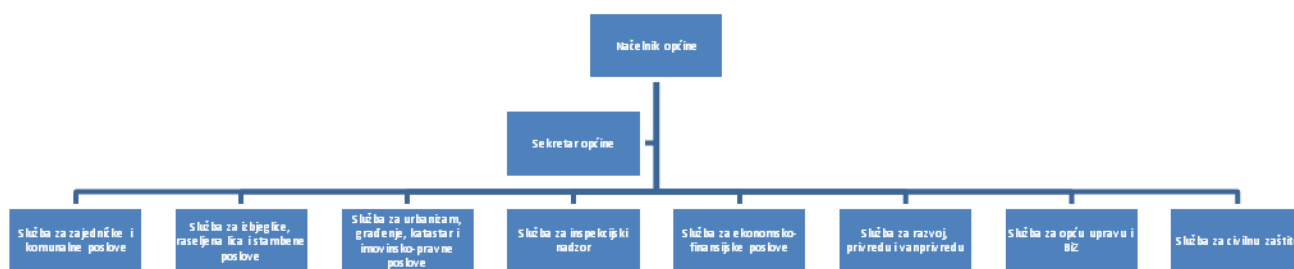 Načelnik općine
Sekretar općine
Služba za zajedničke i
komunalne poslove
Služba za izbjeglice,
raseljena lica i stambene
poslove
Služba za urbanizam,
građenje, katastar i
imovinsko-pravne
poslove
Služba za inspekcijski
nadzor
Služba za ekonomsko-
finansijske poslove
Služba za razvoj,
privredu i vanprivredu
Služba za opću upravu i
BiZ
Služba za civilnu zaštitu